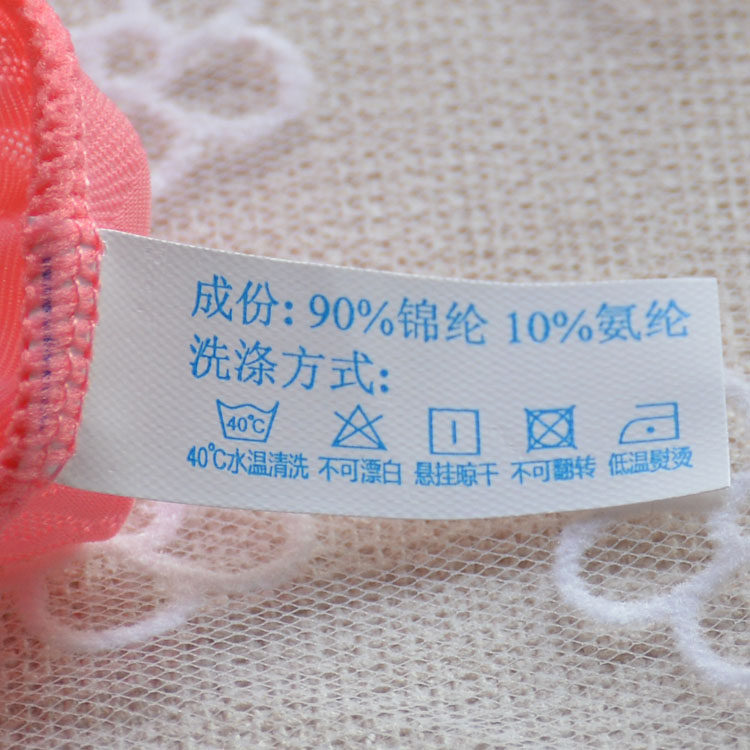 成份: 90%锦纶 10%氨纶
洗涤方式:
40℃
40℃水温清洗 不可漂白 悬挂晾干 不可翻转 低温熨烫